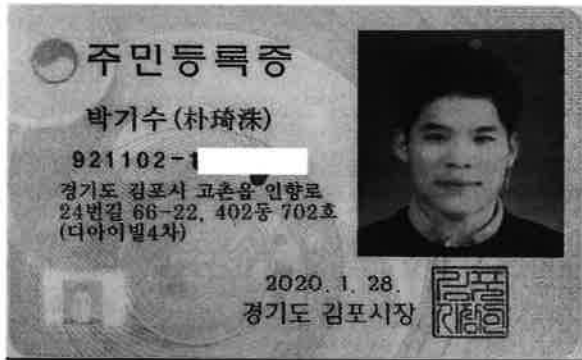 주민등록증
박기수(朴琦洙)
921102-1
경기도 김포시 고촌읍 인향로
24번길 66-22, 402동 702호
(디아이빌4차)
2020. 1. 28.
경기도 김포시장